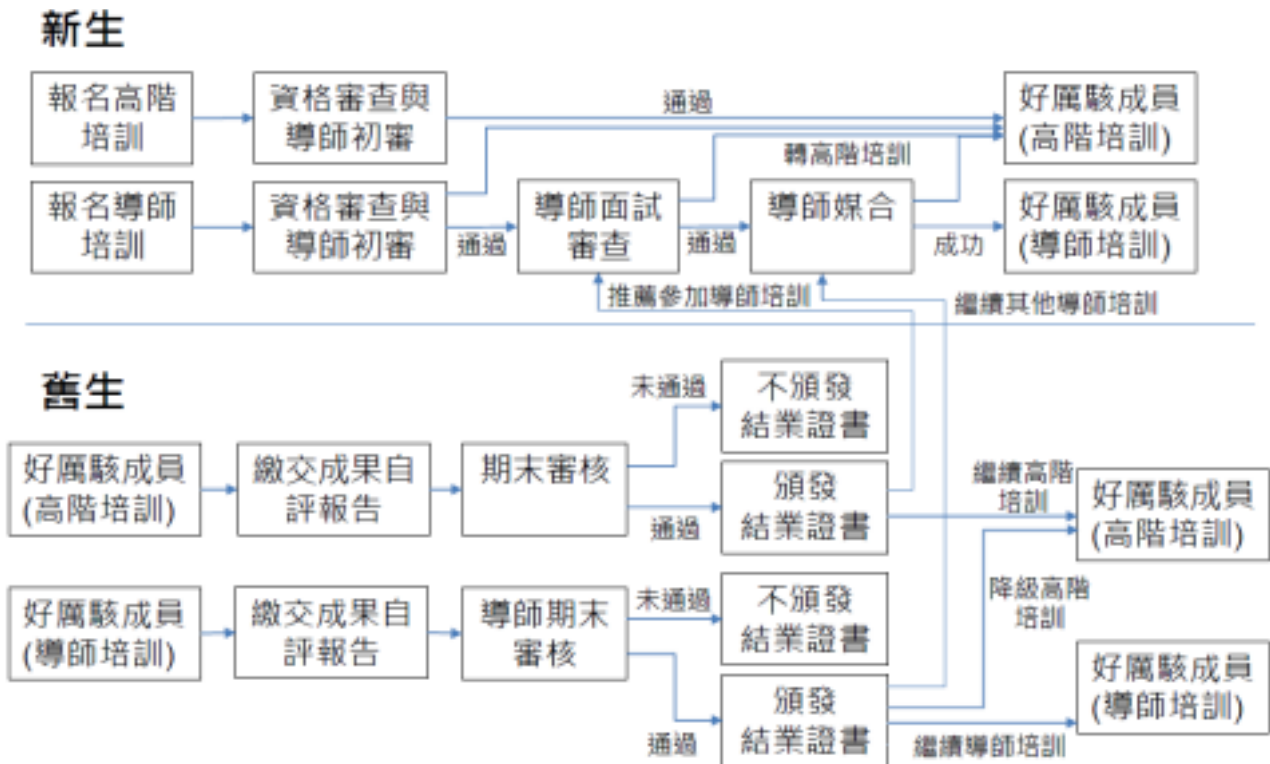 新生
報名高階
培訓
資格審查與
導師初審
通過
好厲駭成員
(高階培訓)
轉高階培訓
報名導師
培訓
資格審查與
導師初審
通過
導師面試
審查
通過
導師媒合
成功
好厲駭成員
(導師培訓)
推薦參加導師培訓
繼續其他導師培訓
舊生
好厲駭成員
(高階培訓)
繳交成果自
評報告
期末審核
未通過
不頒發
結業證書
通過
頒發
結業證書
繼續高階
培訓
好厲駭成員
(高階培訓)
好厲駭成員
(導師培訓)
繳交成果自
評報告
導師期末
審核
未通過
不頒發
結業證書
降級高階
培訓
通過
頒發
結業證書
繼續導師培訓
好厲駭成員
(導師培訓)